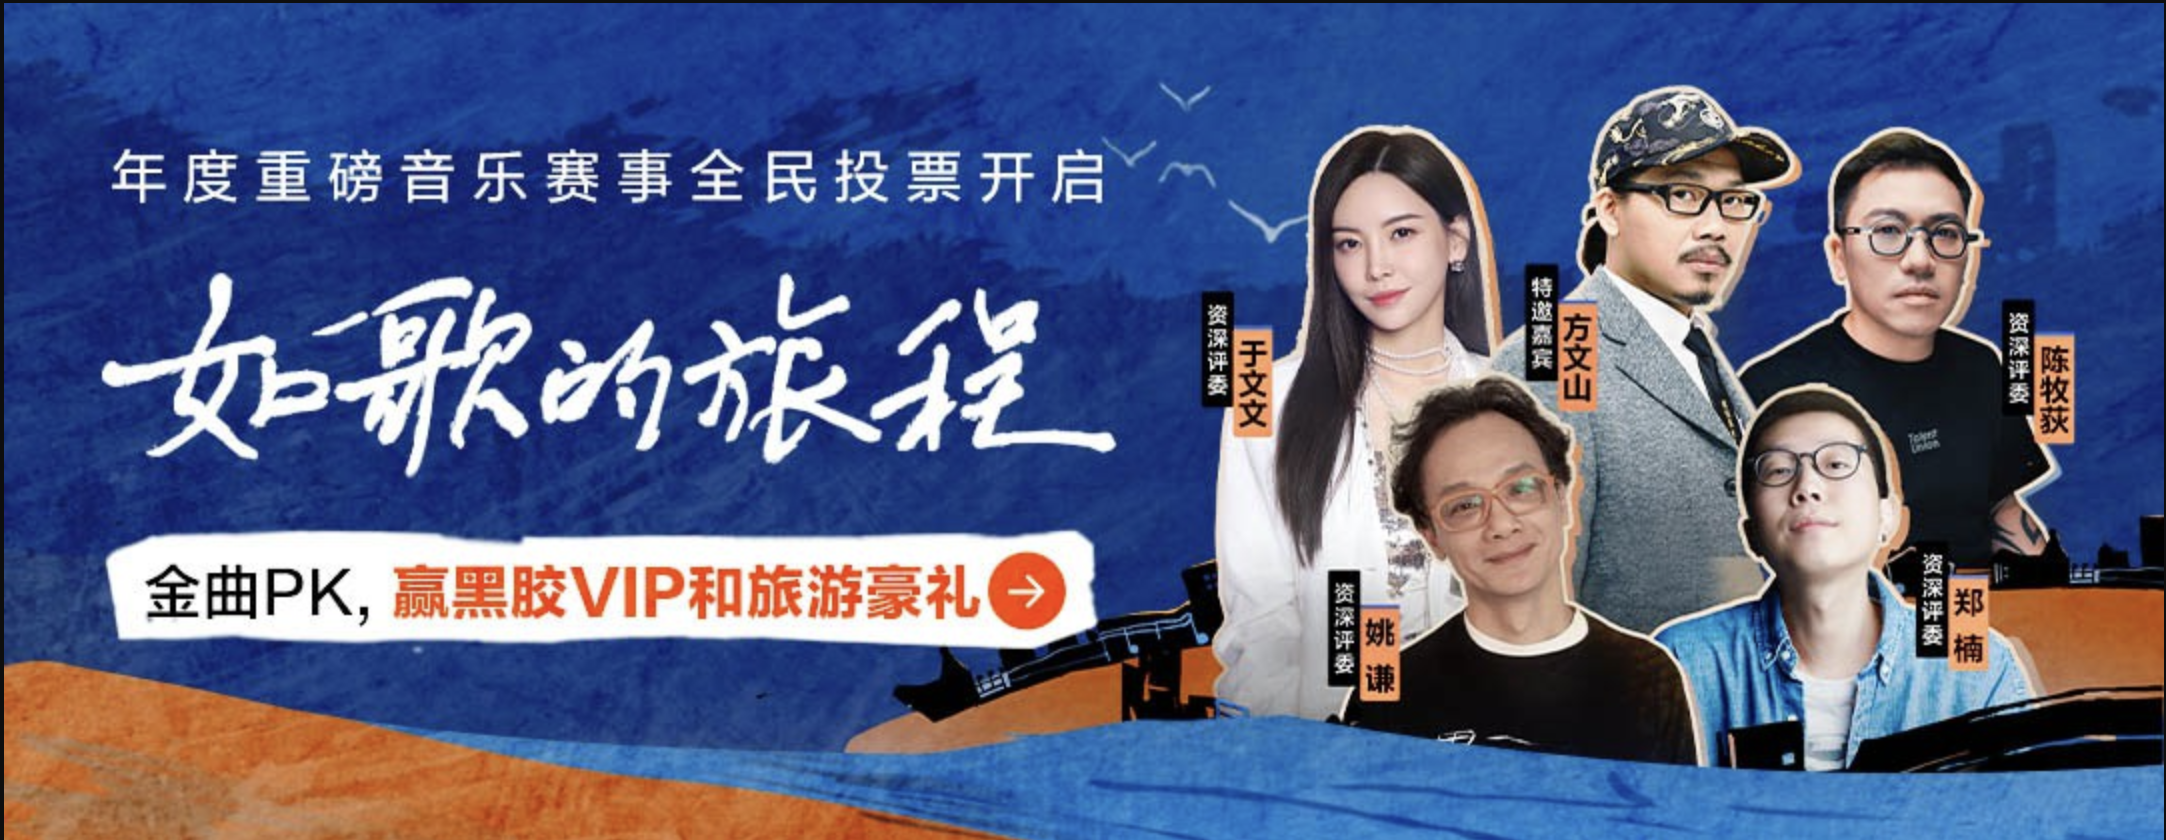 年度重磅音乐赛事全民投票开启
如歌的旅程
金曲PK，赢黑胶VIP和旅游豪礼
资深评委
于文文
特邀嘉宾
方文山
资深评委
陈牧荻
Talent
Union
资深评委
姚谦
资深评委
郑楠